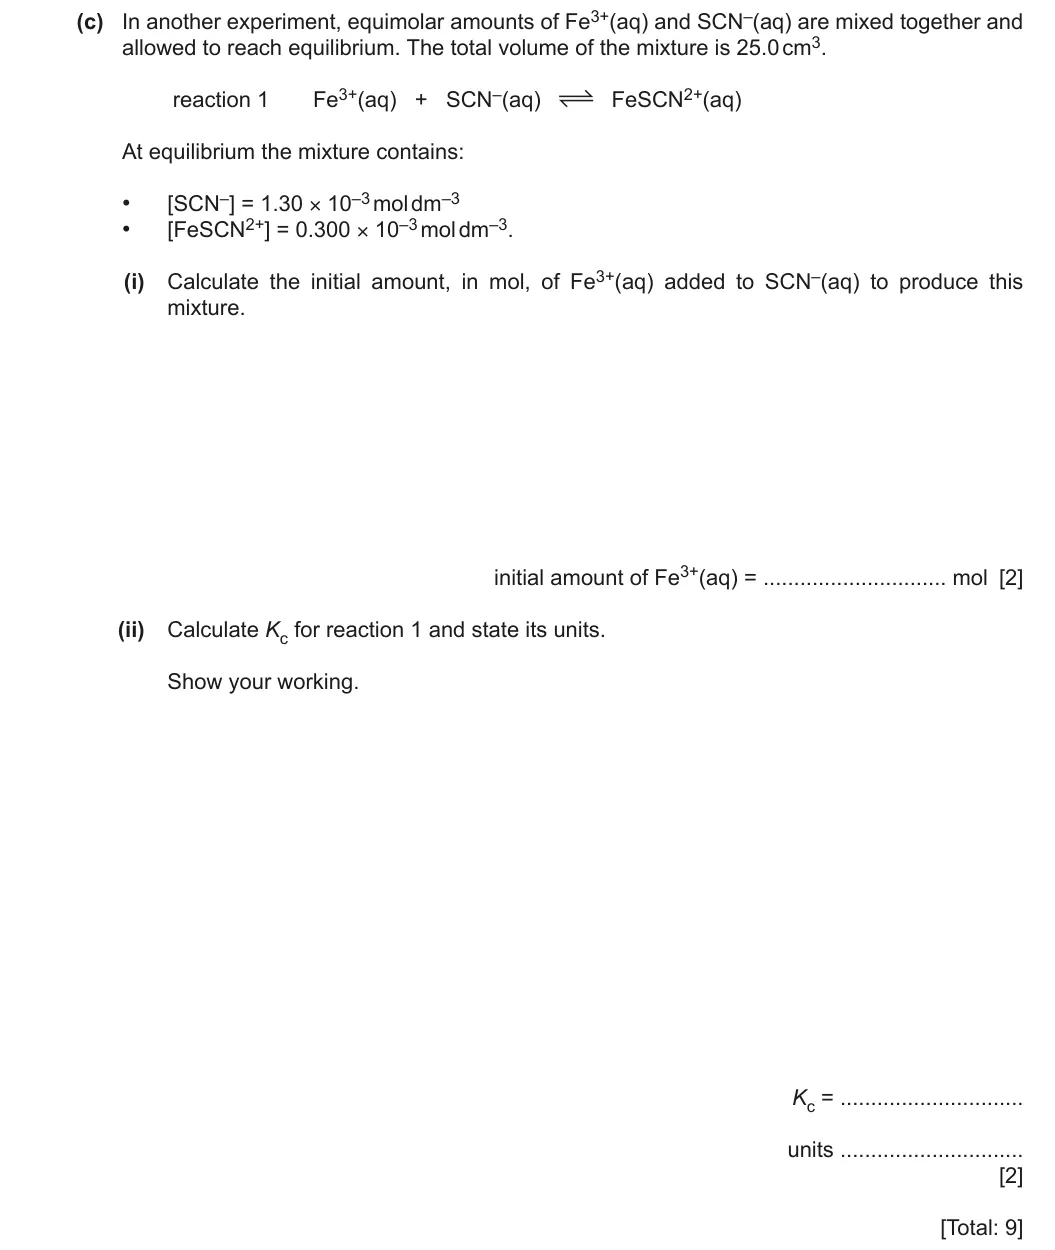 (c) In another experiment, equimolar amounts of Fe³⁺(aq) and SCN⁻(aq) are mixed together and
allowed to reach equilibrium. The total volume of the mixture is 25.0 cm³.
reaction 1 Fe³⁺(aq) + SCN⁻(aq) ⇌ FeSCN²⁺(aq)
At equilibrium the mixture contains:
• [SCN⁻] = 1.30 × 10⁻³ mol dm⁻³
• [FeSCN²⁺] = 0.300 × 10⁻³ mol dm⁻³.
(i) Calculate the initial amount, in mol, of Fe³⁺(aq) added to SCN⁻(aq) to produce this
mixture.
initial amount of Fe³⁺(aq) = .............................. mol [2]
(ii) Calculate K_c for reaction 1 and state its units.
Show your working.
K_c = ..............................
units ..............................
[2]
[Total: 9]